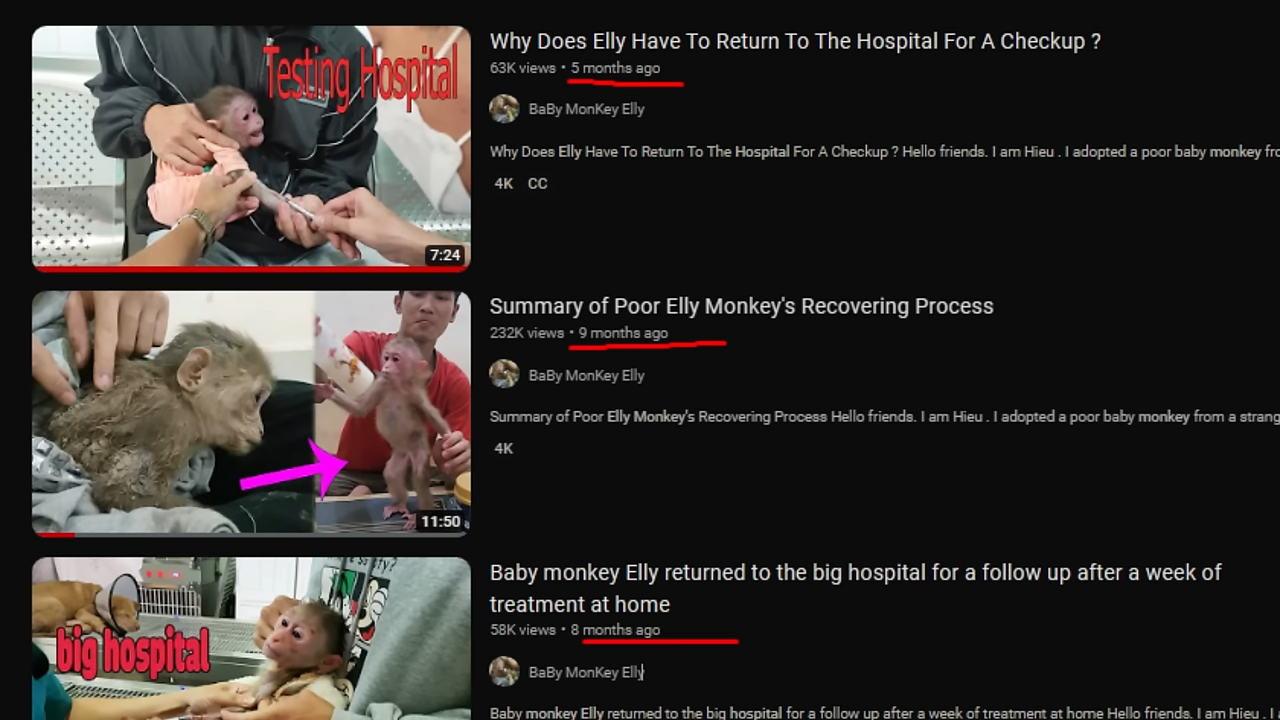 Testing Hospital
7:24
Why Does Elly Have To Return To The Hospital For A Checkup ?
63K views • 5 months ago
BaBy MonKey Elly
Why Does Elly Have To Return To The Hospital For A Checkup ? Hello friends. I am Hieu . I adopted a poor baby monkey fro
4K CC
11:50
Summary of Poor Elly Monkey's Recovering Process
232K views • 9 months ago
BaBy MonKey Elly
Summary of Poor Elly Monkey's Recovering Process Hello friends. I am Hieu . I adopted a poor baby monkey from a strang
4K
big hospital
Baby monkey Elly returned to the big hospital for a follow up after a week of
treatment at home
58K views • 8 months ago
BaBy MonKey Elly
Baby monkey Elly returned to the big hospital for a follow up after a week of treatment at home Hello friends. I am Hieu . I